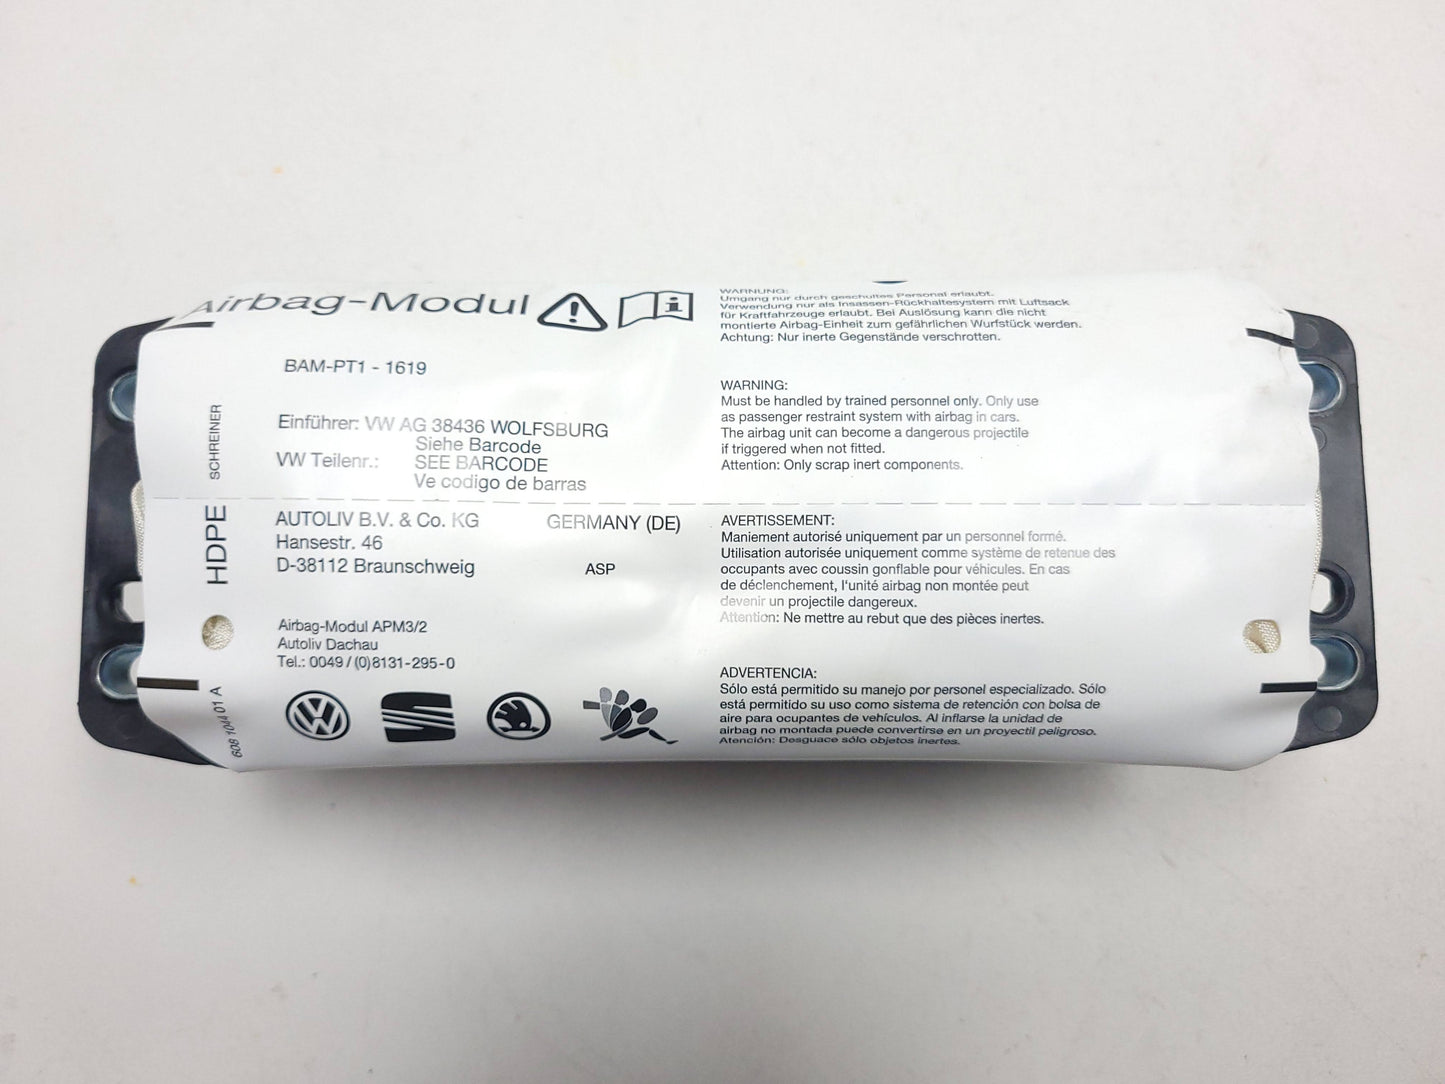 Airbag-Modul
BAM-PT1 - 1619
Einführer: VW AG 38436 WOLFSBURG
Siehe Barcode
VW Teilenr.: SEE BARCODE
Ve codigo de barras
AUTOLIV B.V. & Co. KG GERMANY (DE)
Hansestr. 46
D-38112 Braunschweig ASP
Airbag-Modul APM3/2
Autoliv Dachau
Tel.: 0049 / (0)8131-295-0
SCHREINER
HDPE
608 1044 01 A
WARNUNG:
Umgang nur durch geschultes Personal erlaubt.
Verwendung nur als Insassen-Rückhaltesystem mit Luftsack
für Kraftfahrzeuge erlaubt. Bei Auslösung kann die nicht
montierte Airbag-Einheit zum gefährlichen Wurfstück werden.
Achtung: Nur inerte Gegenstände verschrotten.
WARNING:
Must be handled by trained personnel only. Only use
as passenger restraint system with airbag in cars.
The airbag unit can become a dangerous projectile
if triggered when not fitted.
Attention: Only scrap inert components.
AVERTISSEMENT:
Maniement autorisé uniquement par un personnel formé.
Utilisation autorisée uniquement comme système de retenue des
occupants avec coussin gonflable pour véhicules. En cas
de déclenchement, l'unité airbag non montée peut
devenir un projectile dangereux.
Attention: Ne mettre au rebut que des pièces inertes.
ADVERTENCIA:
Sólo está permitido su manejo por personel especializado. Sólo
está permitido su uso como sistema de retención con bolsa de
aire para ocupantes de vehículos. Al inflarse la unidad de
airbag no montada puede convertirse en un proyectil peligroso.
Atención: Desguace sólo objetos inertes.